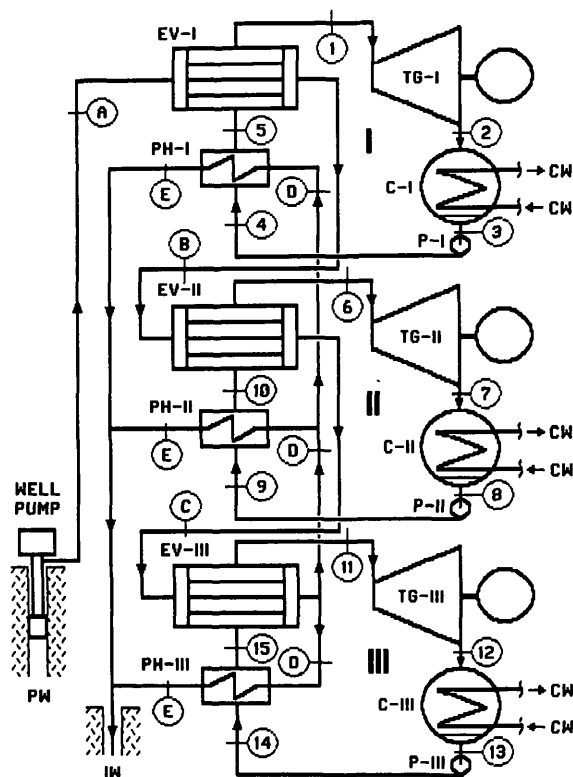 EV-I
1
TG-I
A
5
2
PH-I
I
C-I
CW
E
D
CW
4
3
P-I
B
EV-II
6
TG-II
10
7
PH-II
II
C-II
CW
E
D
CW
9
8
P-II
WELL
PUMP
C
EV-III
11
TG-III
15
12
PW
PH-III
D
III
C-III
CW
E
CW
14
13
IW
P-III